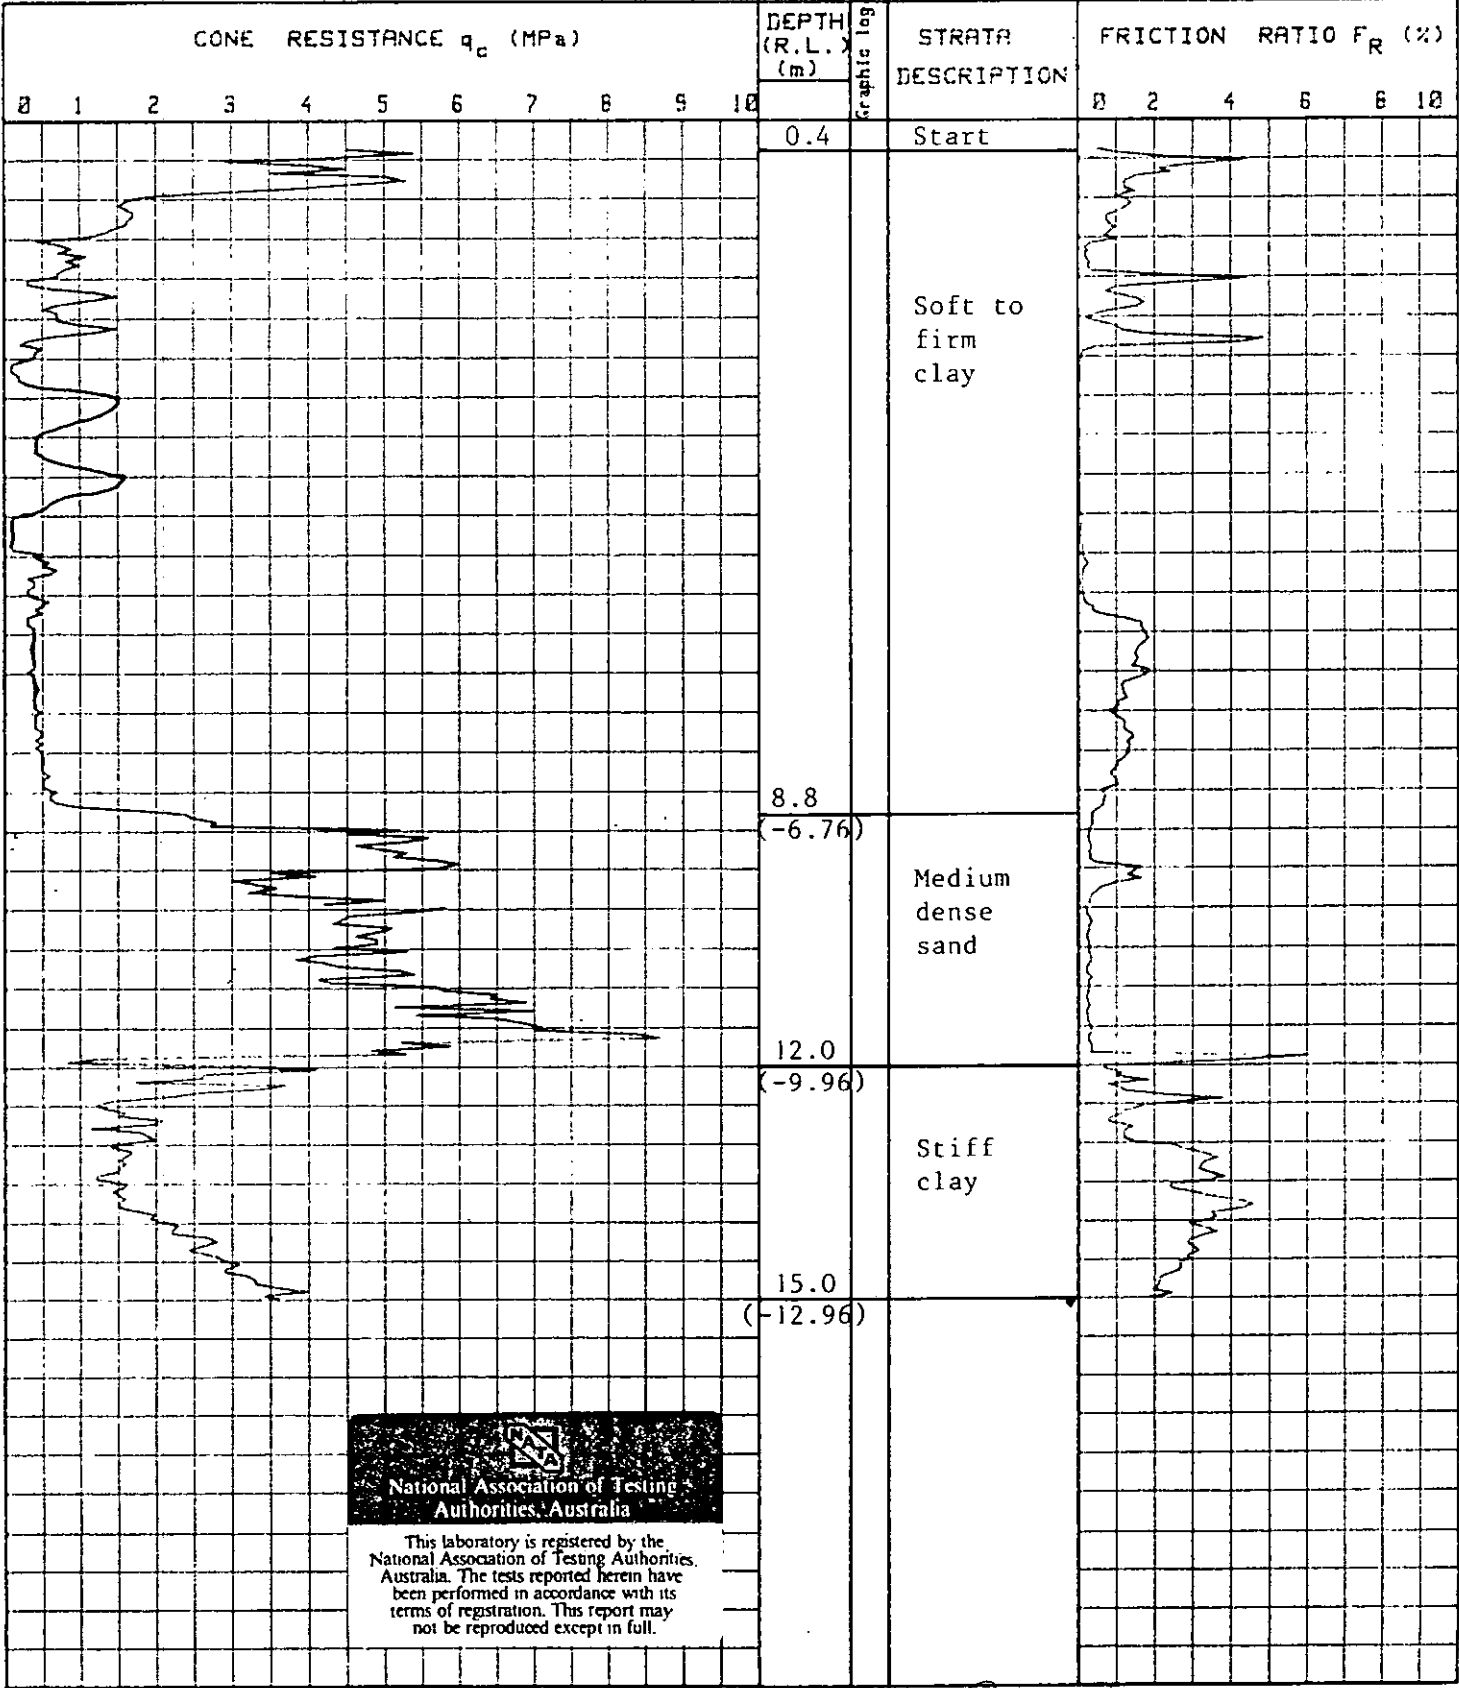 CONE RESISTANCE qc (MPa)
0 1 2 3 4 5 6 7 8 9 10
DEPTH
(R.L.)
(m)
Graphic log
STRATA
DESCRIPTION
FRICTION RATIO FR (%)
0 2 4 6 8 10
0.4
Start
Soft to
firm
clay
8.8
(-6.76)
Medium
dense
sand
12.0
(-9.96)
Stiff
clay
15.0
(-12.96)
NATA
National Association of Testing
Authorities, Australia
This laboratory is registered by the
National Association of Testing Authorities,
Australia. The tests reported herein have
been performed in accordance with its
terms of registration. This report may
not be reproduced except in full.